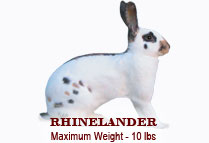 RHINELANDER
Maximum Weight - 10 lbs